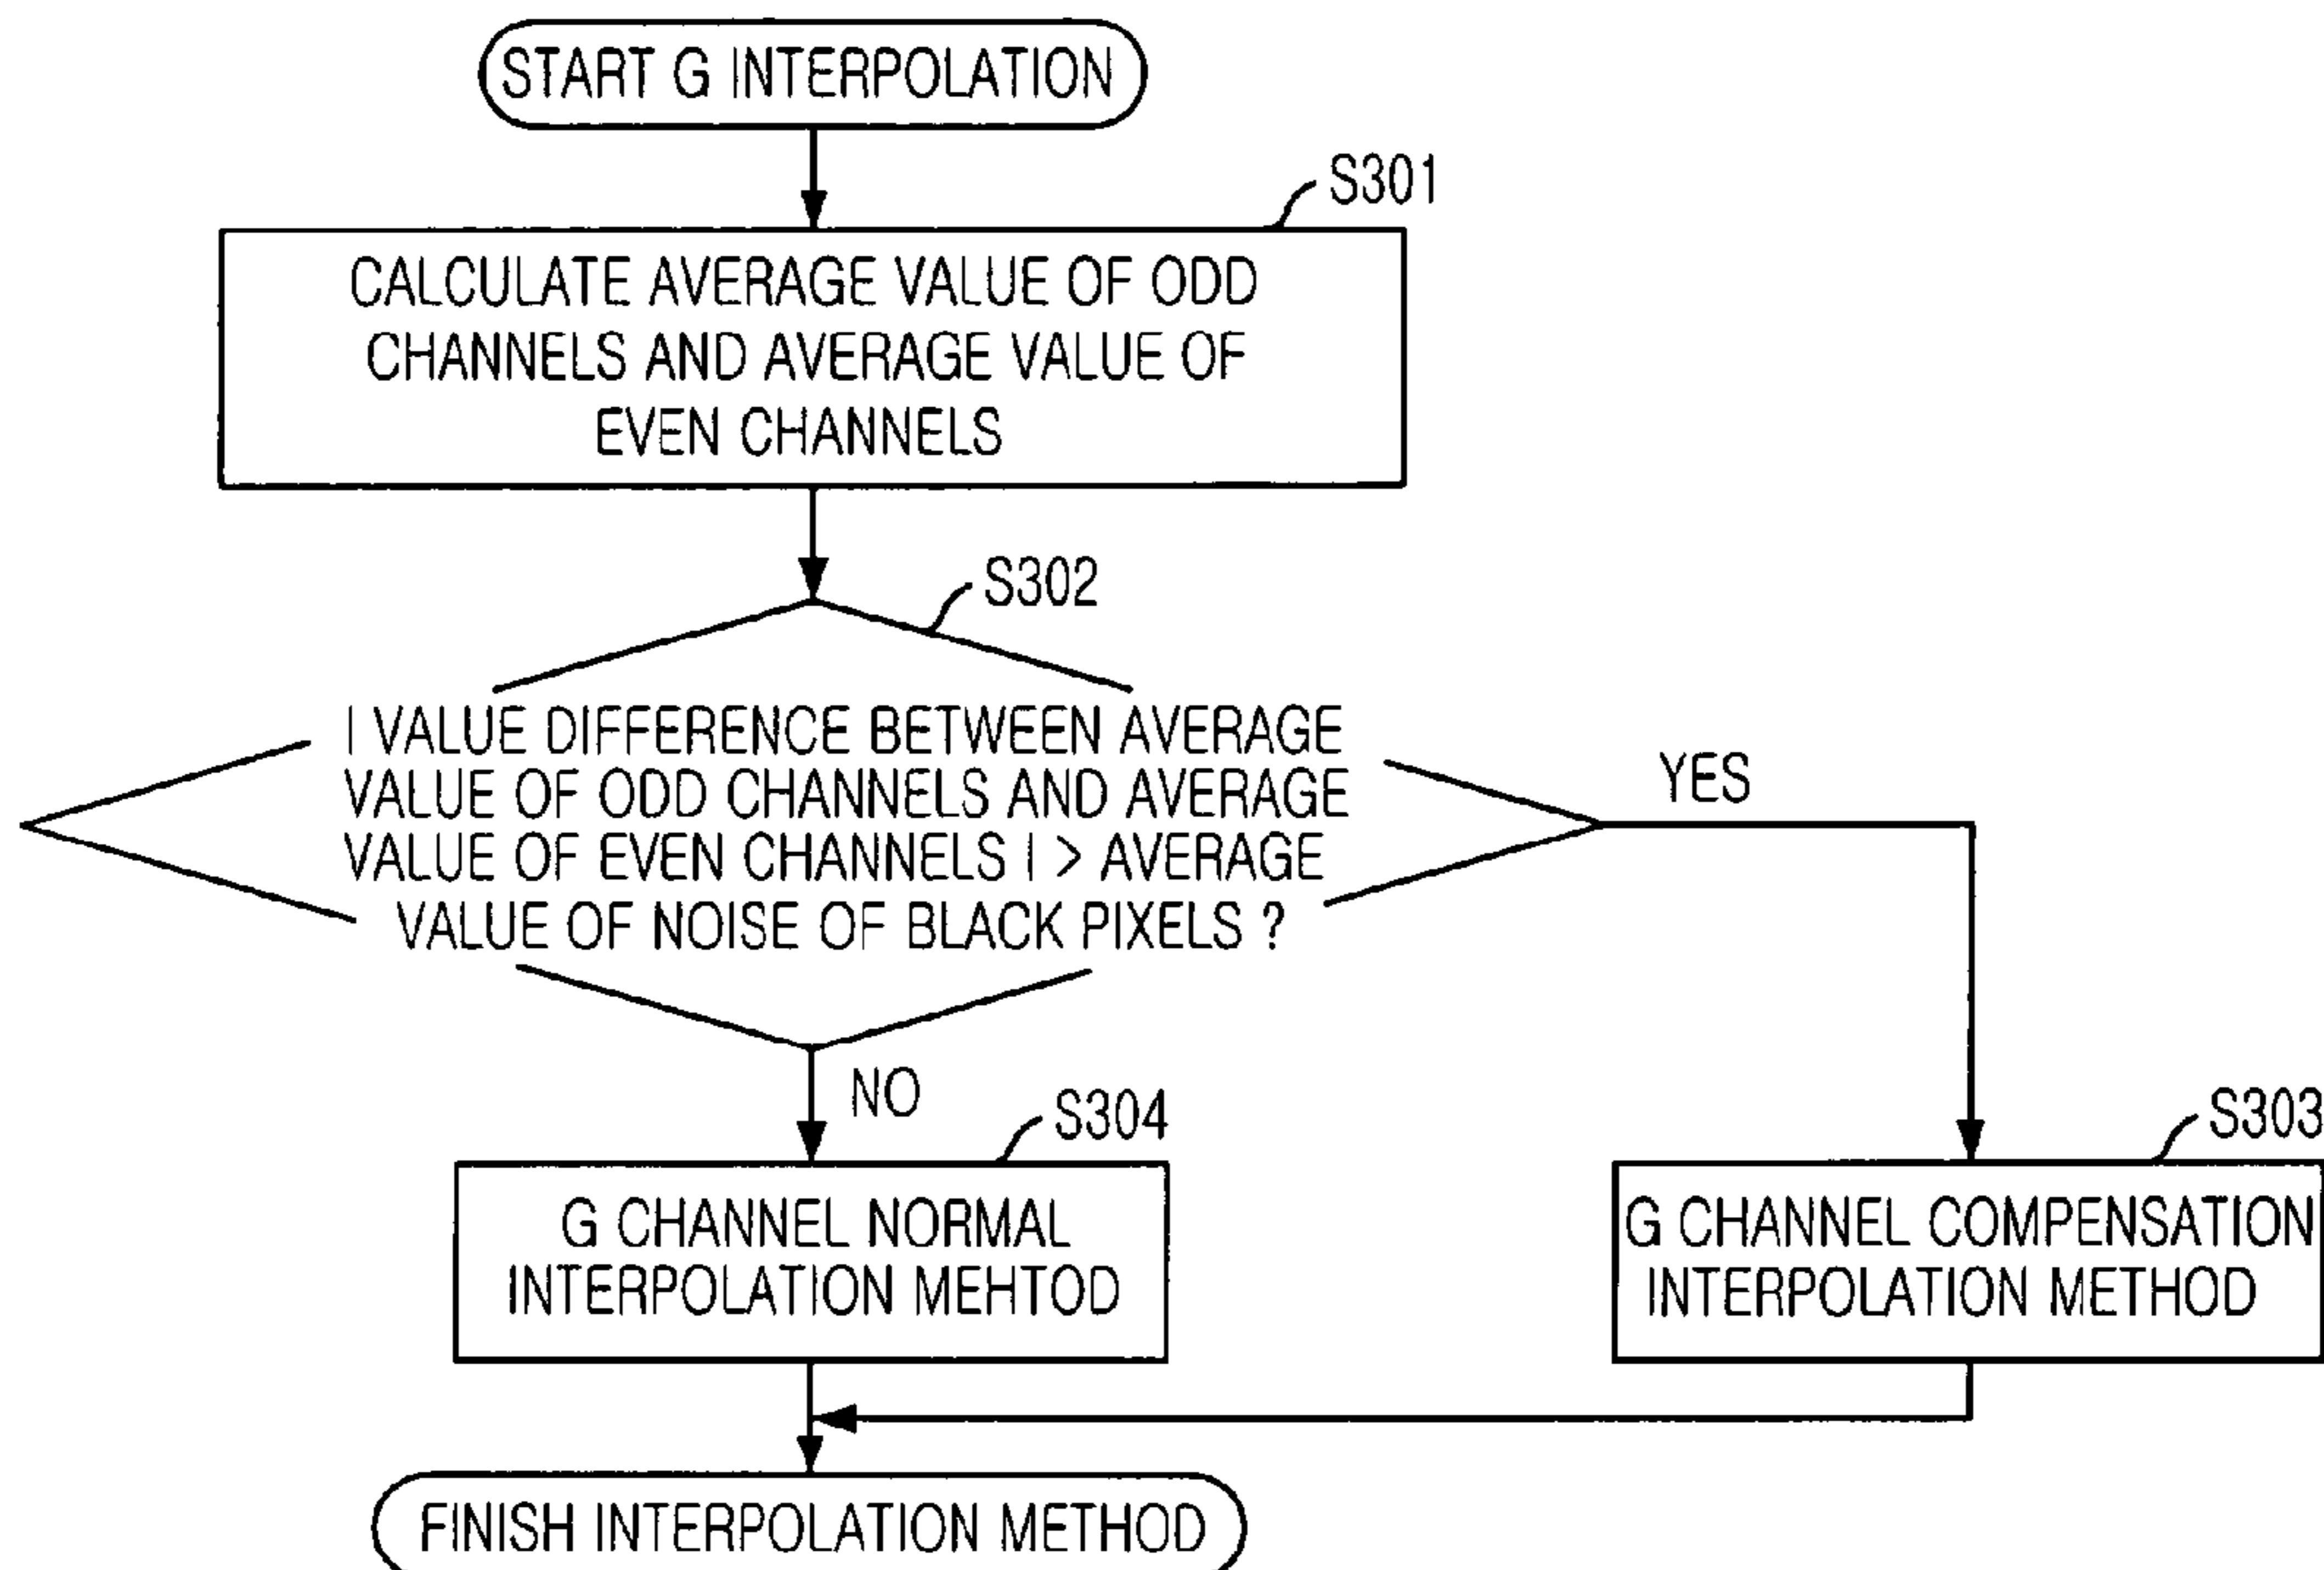 START G INTERPOLATION
S301
CALCULATE AVERAGE VALUE OF ODD
CHANNELS AND AVERAGE VALUE OF
EVEN CHANNELS
S302
| VALUE DIFFERENCE BETWEEN AVERAGE
VALUE OF ODD CHANNELS AND AVERAGE
VALUE OF EVEN CHANNELS | > AVERAGE
VALUE OF NOISE OF BLACK PIXELS ?
YES
NO
S304
G CHANNEL NORMAL
INTERPOLATION MEHTOD
S303
G CHANNEL COMPENSATION
INTERPOLATION METHOD
FINISH INTERPOLATION METHOD